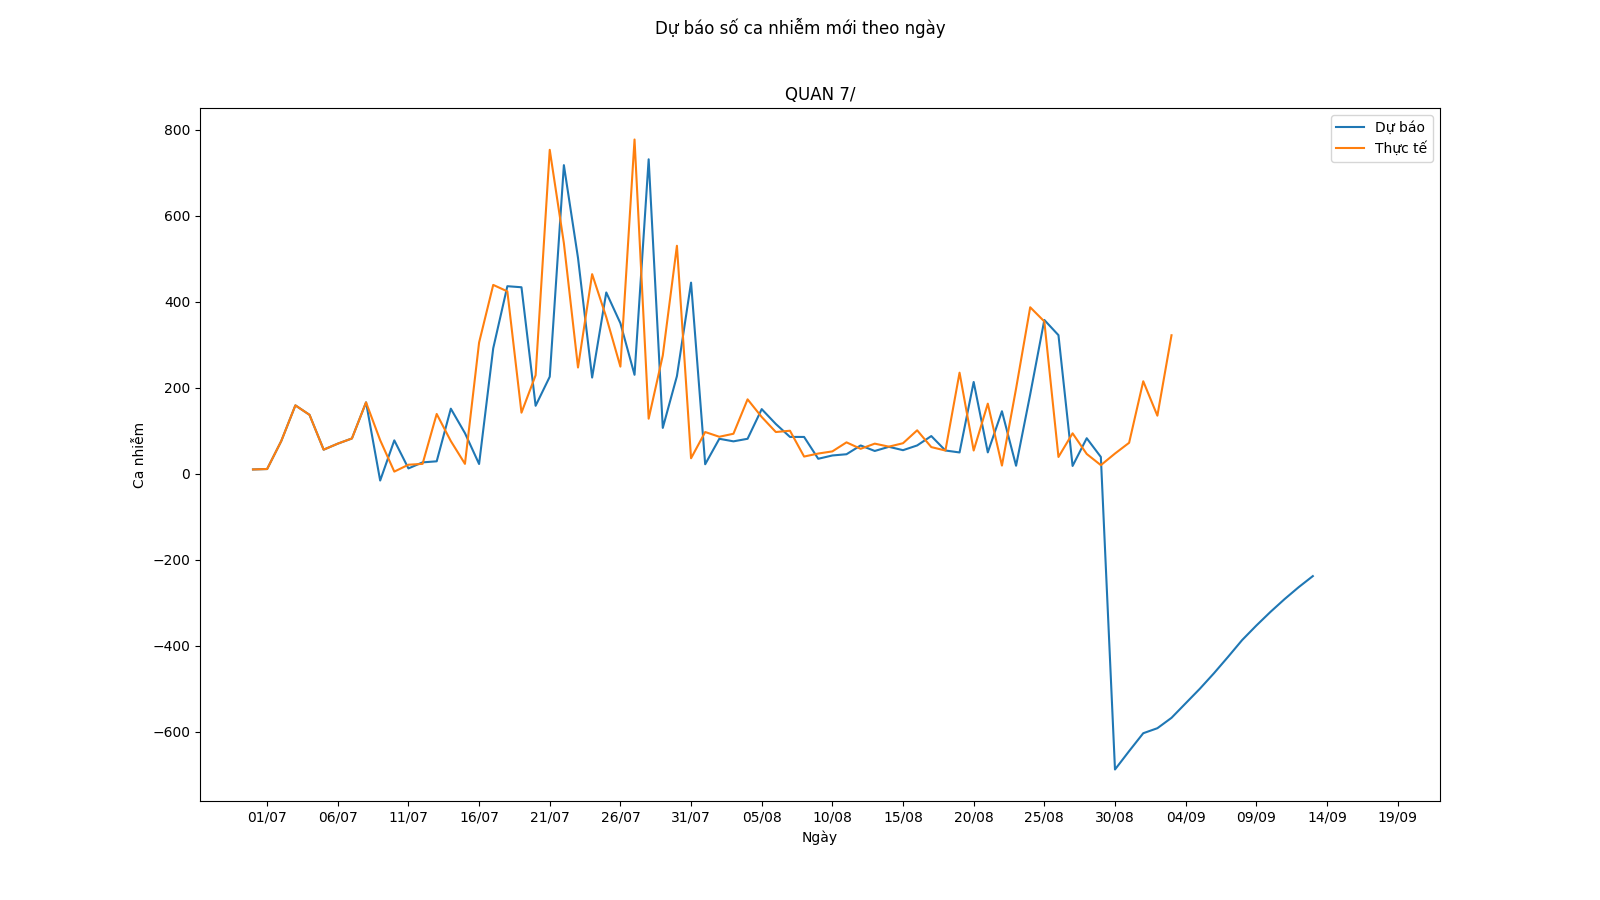 Dự báo số ca nhiễm mới theo ngày
QUAN 7/
Dự báo
Thực tế
800
600
400
200
0
−200
−400
−600
Ca nhiễm
01/07 06/07 11/07 16/07 21/07 26/07 31/07 05/08 10/08 15/08 20/08 25/08 30/08 04/09 09/09 14/09 19/09
Ngày